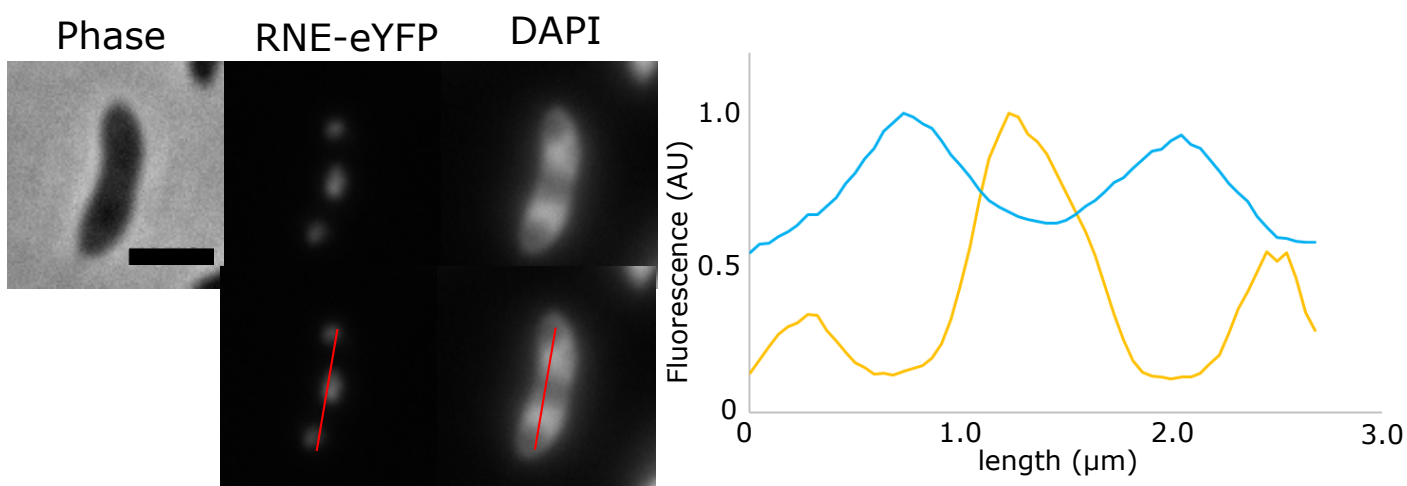 Phase
RNE-eYFP
DAPI
Fluorescence (AU)
1.0
0.5
0
0
1.0
2.0
3.0
length (µm)